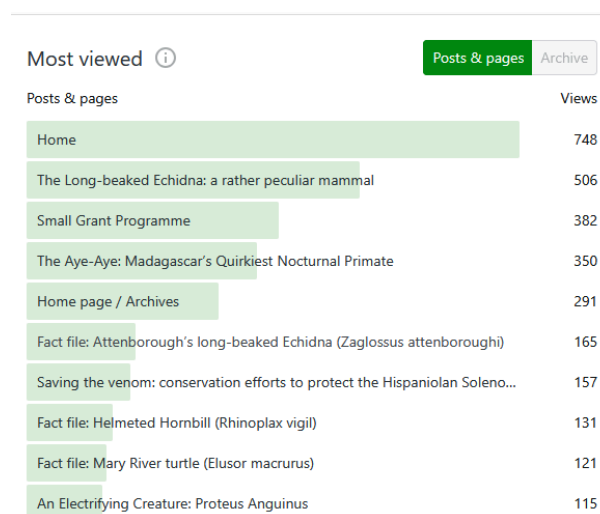 Most viewed
Posts & pages Archive
Posts & pages Views
Home 748
The Long-beaked Echidna: a rather peculiar mammal 506
Small Grant Programme 382
The Aye-Aye: Madagascar’s Quirkiest Nocturnal Primate 350
Home page / Archives 291
Fact file: Attenborough’s long-beaked Echidna (Zaglossus attenboroughi) 165
Saving the venom: conservation efforts to protect the Hispaniolan Soleno... 157
Fact file: Helmeted Hornbill (Rhinoplax vigil) 131
Fact file: Mary River turtle (Elusor macrurus) 121
An Electrifying Creature: Proteus Anguinus 115